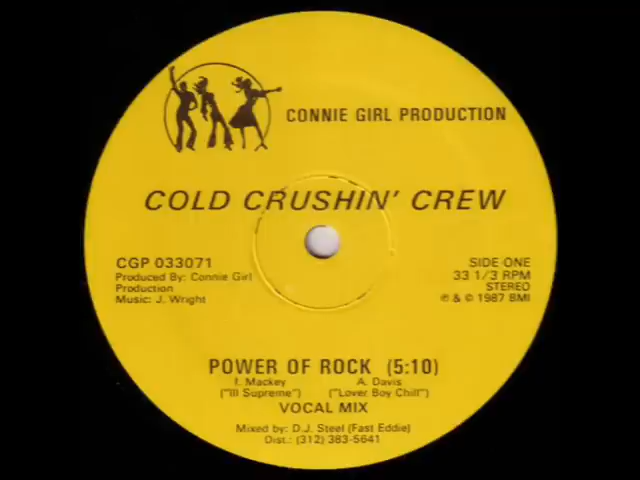 CONNIE GIRL PRODUCTION
COLD CRUSHIN' CREW
CGP 033071
Produced By: Connie Girl
Production
Music: J. Wright
SIDE ONE
33 1/3 RPM
STEREO
℗ & © 1987 BMI
POWER OF ROCK (5:10)
I. Mackey A. Davis
("Ill Supreme") ("Lover Boy Chill")
VOCAL MIX
Mixed by: D.J. Steel (Fast Eddie)
Dist.: (312) 383-5641